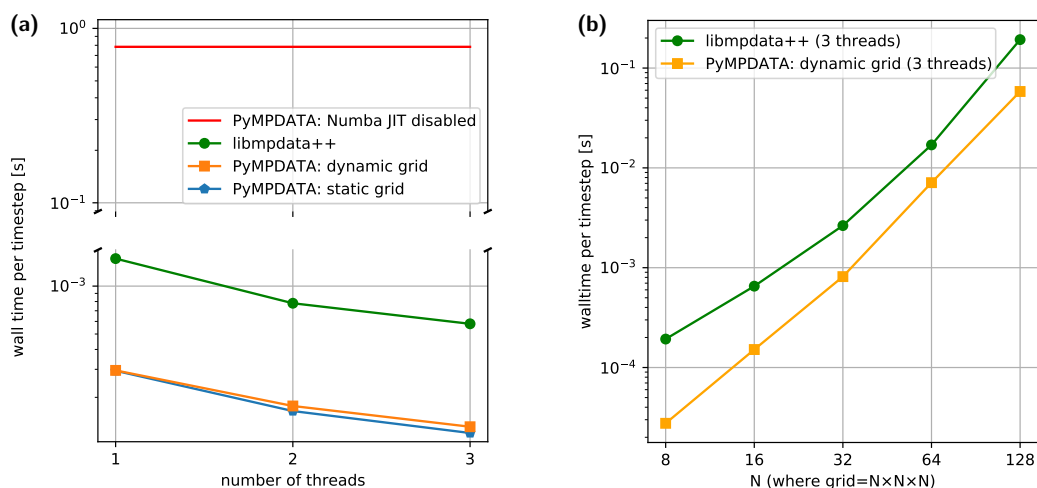 (a)
wall time per timestep [s]
10⁰
10⁻¹
10⁻³
PyMPDATA: Numba JIT disabled
libmpdata++
PyMPDATA: dynamic grid
PyMPDATA: static grid
1 2 3
number of threads
(b)
walltime per timestep [s]
10⁻¹
10⁻²
10⁻³
10⁻⁴
libmpdata++ (3 threads)
PyMPDATA: dynamic grid (3 threads)
8 16 32 64 128
N (where grid=N×N×N)